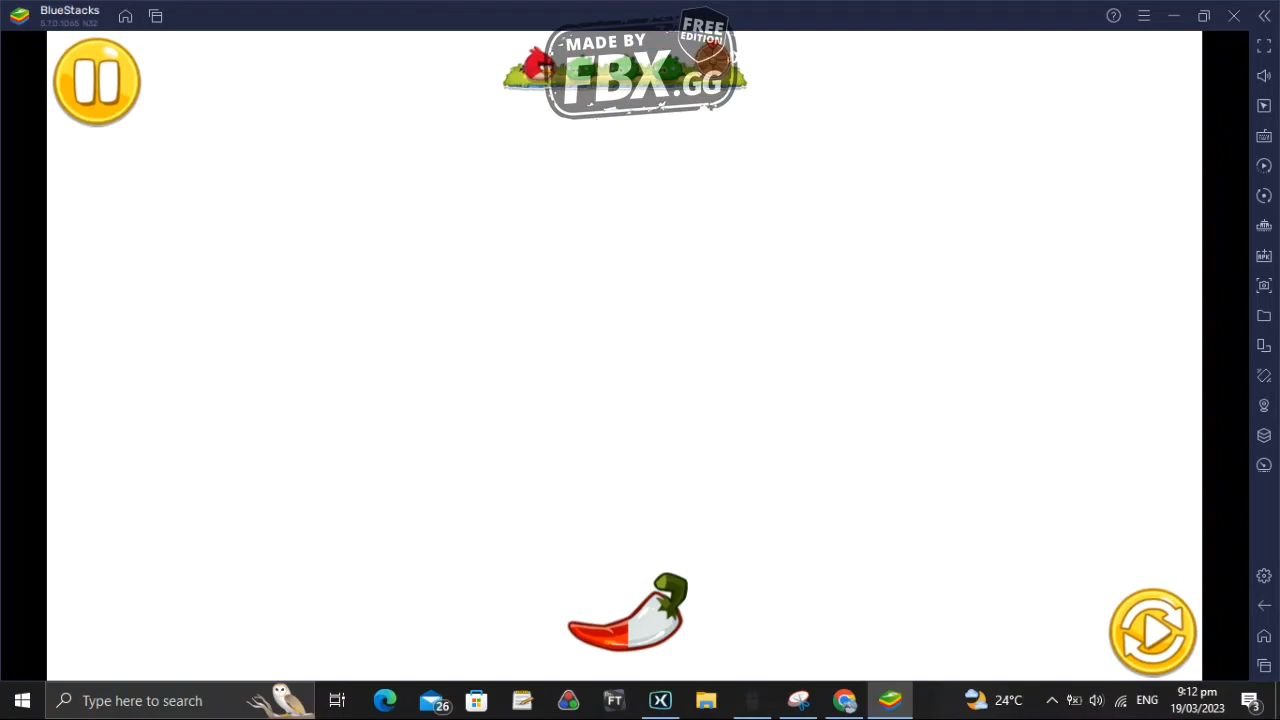 BlueStacks
5.7.0.1065 N32
FREE
EDITION
MADE BY
FBX.GG
Type here to search
26
FT
24°C
ENG
9:12 pm
19/03/2023
3